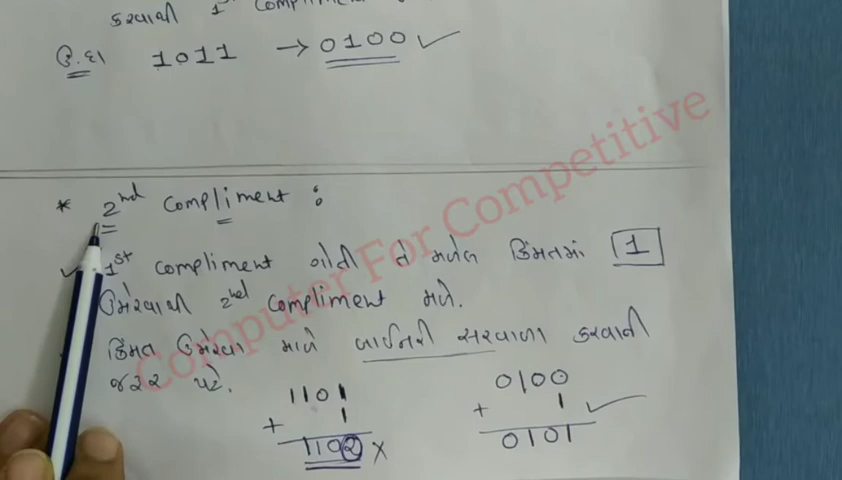 કરવાથી 1st Compliment
ઉ.દા 1011 → 0100 ✓
* 2nd Compliment :
✓ 1st Compliment ગોતી તે મળેલ કિંમતમાં 1
ઉમેરવાથી 2nd Compliment મળે.
કિંમત ઉમેરવા માટે બાઈનરી સરવાળા કરવાની
જરૂર પડે.
1101 0100
+ 1 + 1 ✓
1102 X 0101
Computer For Competitive